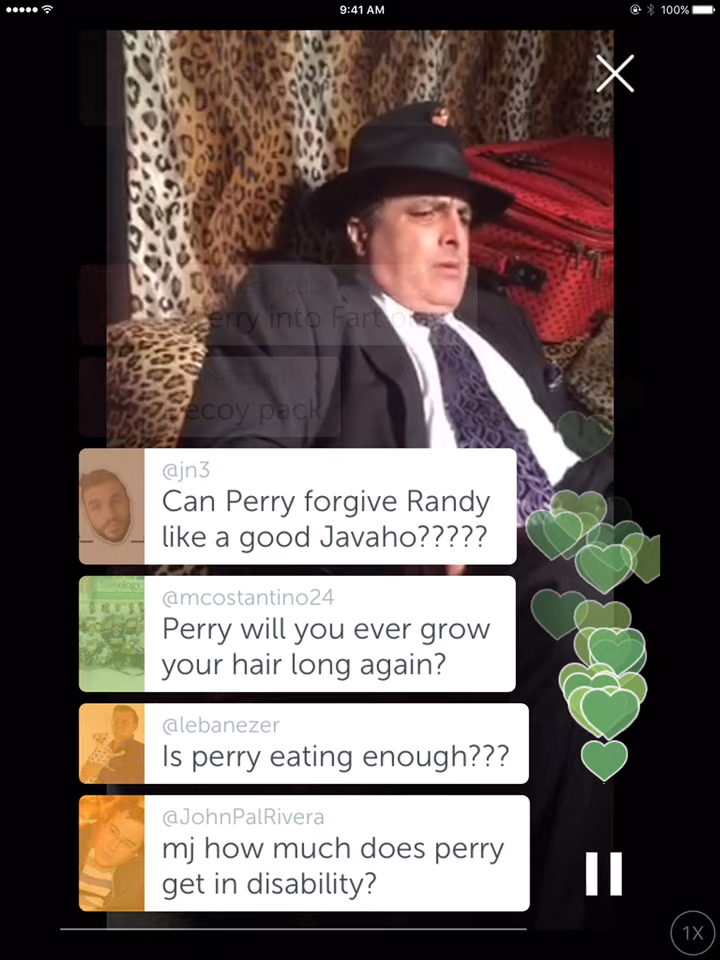 9:41 AM
100%
erry into Fart
ecoy pack
@jn3
Can Perry forgive Randy
like a good Javaho?????
@mcostantino24
Perry will you ever grow
your hair long again?
@lebanezer
Is perry eating enough???
@JohnPalRivera
mj how much does perry
get in disability?
1X